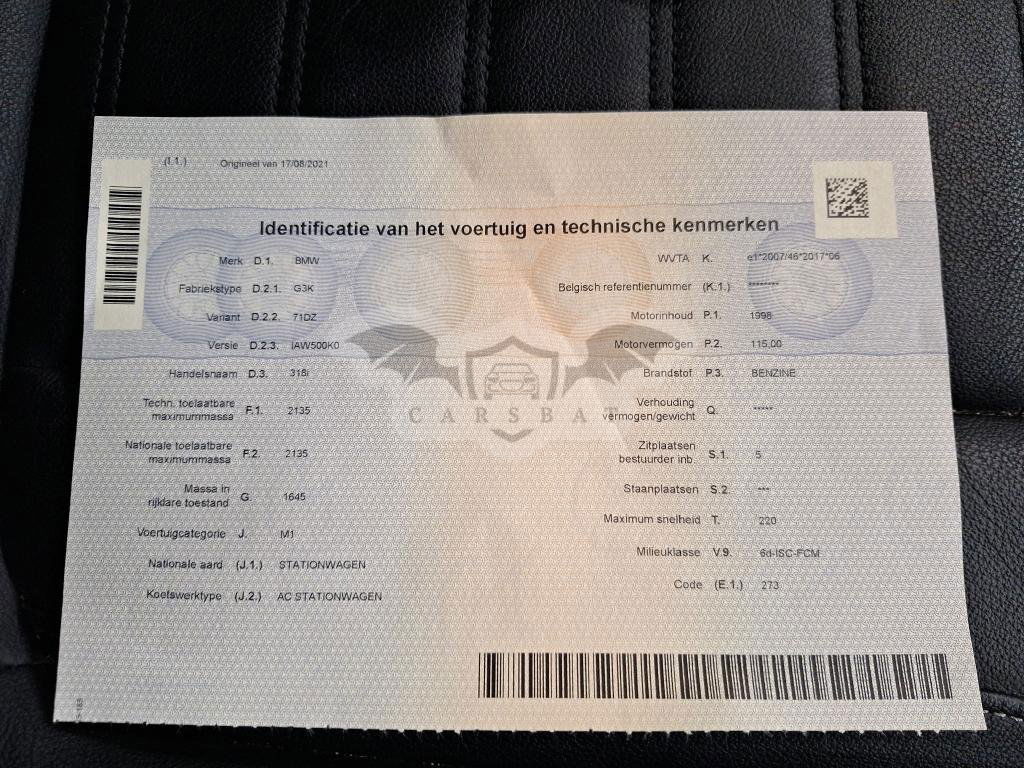 (I.1.) Origineel van 17/08/2021
Identificatie van het voertuig en technische kenmerken
Merk D.1. BMW
Fabriekstype D.2.1. G3K
Variant D.2.2. 71DZ
Versie D.2.3. IAW500K0
Handelsnaam D.3. 318i
Techn. toelaatbare
maximummassa F.1. 2135
Nationale toelaatbare
maximummassa F.2. 2135
Massa in
rijklare toestand G. 1645
Voertuigcategorie J. M1
Nationale aard (J.1.) STATIONWAGEN
Koetswerktype (J.2.) AC STATIONWAGEN
WVTA K. e1*2007/46*2017*06
Belgisch referentienummer (K.1.) ********
Motorinhoud P.1. 1998
Motorvermogen P.2. 115,00
Brandstof P.3. BENZINE
Verhouding
vermogen/gewicht Q. *****
Zitplaatsen
bestuurder inb. S.1. 5
Staanplaatsen S.2. ***
Maximum snelheid T. 220
Milieuklasse V.9. 6d-ISC-FCM
Code (E.1.) 273
CARSBAT